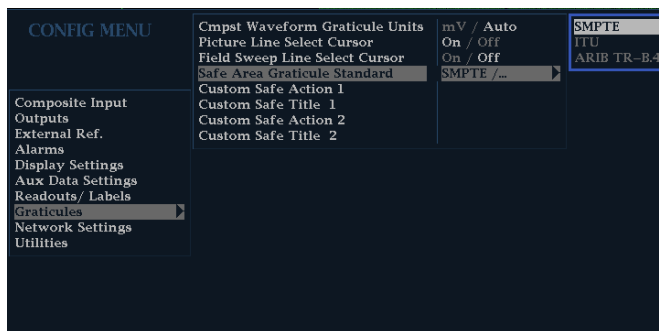 CONFIG MENU
Composite Input
Outputs
External Ref.
Alarms
Display Settings
Aux Data Settings
Readouts/ Labels
Graticules
Network Settings
Utilities
Cmpst Waveform Graticule Units mV / Auto
Picture Line Select Cursor On / Off
Field Sweep Line Select Cursor On / Off
Safe Area Graticule Standard SMPTE /...
Custom Safe Action 1
Custom Safe Title 1
Custom Safe Action 2
Custom Safe Title 2
SMPTE
ITU
ARIB TR-B.4